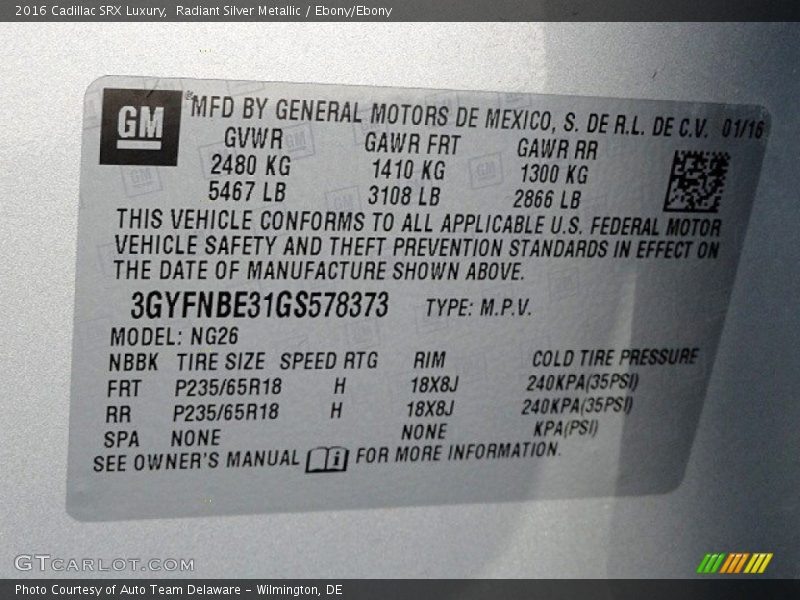 2016 Cadillac SRX Luxury,  Radiant Silver Metallic / Ebony/Ebony
GM ® MFD BY GENERAL MOTORS DE MEXICO, S. DE R.L. DE C.V. 01/16
GVWR GAWR FRT GAWR RR
2480 KG 1410 KG 1300 KG
5467 LB 3108 LB 2866 LB
THIS VEHICLE CONFORMS TO ALL APPLICABLE U.S. FEDERAL MOTOR
VEHICLE SAFETY AND THEFT PREVENTION STANDARDS IN EFFECT ON
THE DATE OF MANUFACTURE SHOWN ABOVE.
3GYFNBE31GS578373 TYPE: M.P.V.
MODEL: NG26
NBBK TIRE SIZE SPEED RTG RIM COLD TIRE PRESSURE
FRT P235/65R18 H 18X8J 240KPA(35PSI)
RR P235/65R18 H 18X8J 240KPA(35PSI)
SPA NONE NONE KPA(PSI)
SEE OWNER'S MANUAL i FOR MORE INFORMATION.
GTCARLOT.COM
Photo Courtesy of Auto Team Delaware – Wilmington, DE